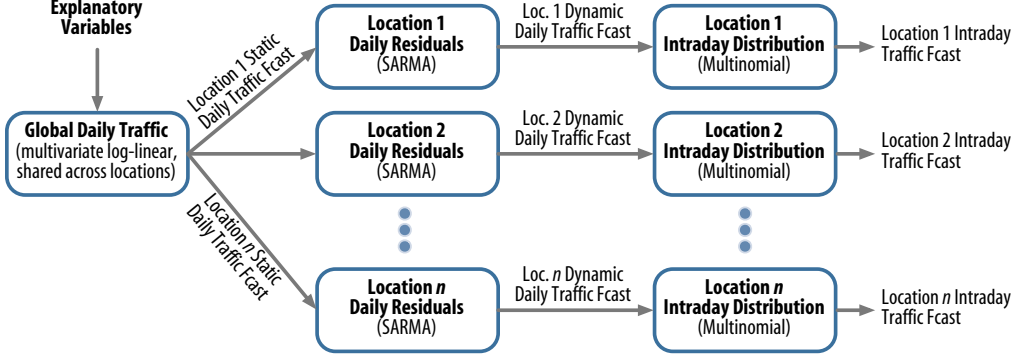 Explanatory
Variables
Global Daily Traffic
(multivariate log-linear,
shared across locations)
Location 1 Static
Daily Traffic Fcast
Location n Static
Daily Traffic Fcast
Location 1
Daily Residuals
(SARMA)
Loc. 1 Dynamic
Daily Traffic Fcast
Location 1
Intraday Distribution
(Multinomial)
Location 1 Intraday
Traffic Fcast
Location 2
Daily Residuals
(SARMA)
Loc. 2 Dynamic
Daily Traffic Fcast
Location 2
Intraday Distribution
(Multinomial)
Location 2 Intraday
Traffic Fcast
Location n
Daily Residuals
(SARMA)
Loc. n Dynamic
Daily Traffic Fcast
Location n
Intraday Distribution
(Multinomial)
Location n Intraday
Traffic Fcast